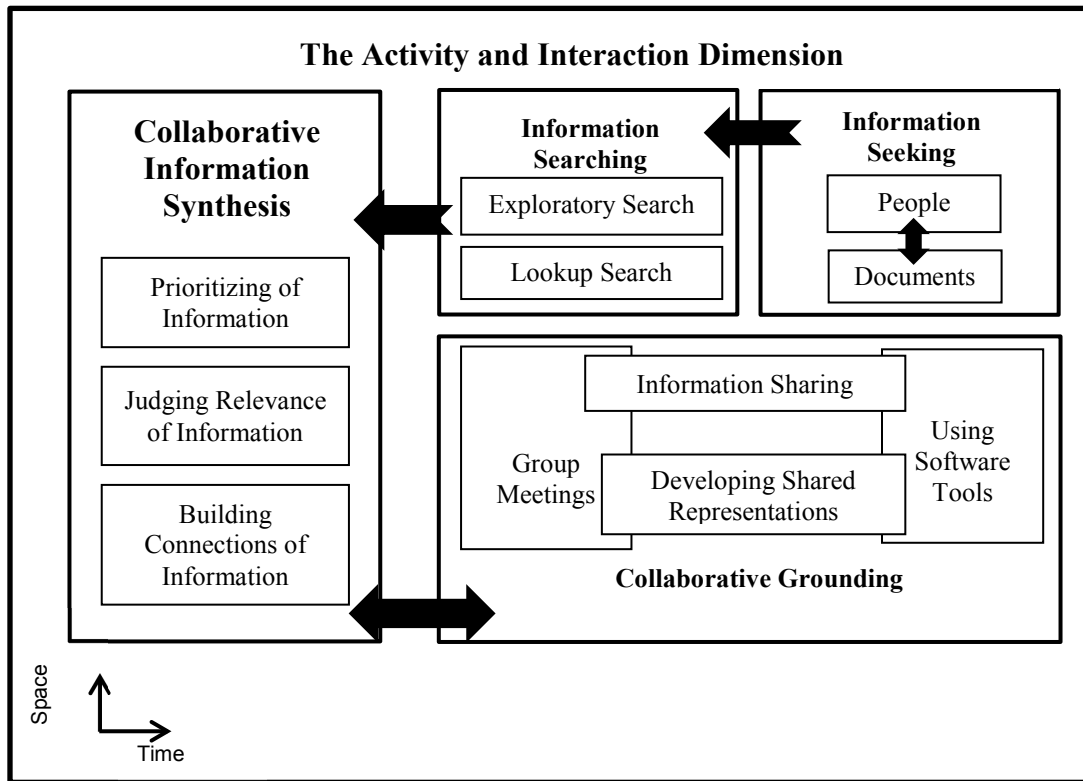 The Activity and Interaction Dimension
Collaborative
Information
Synthesis
Prioritizing of
Information
Judging Relevance
of Information
Building
Connections of
Information
Information
Searching
Exploratory Search
Lookup Search
Information
Seeking
People
Documents
Information Sharing
Group
Meetings
Developing Shared
Representations
Using
Software
Tools
Collaborative Grounding
Space
Time